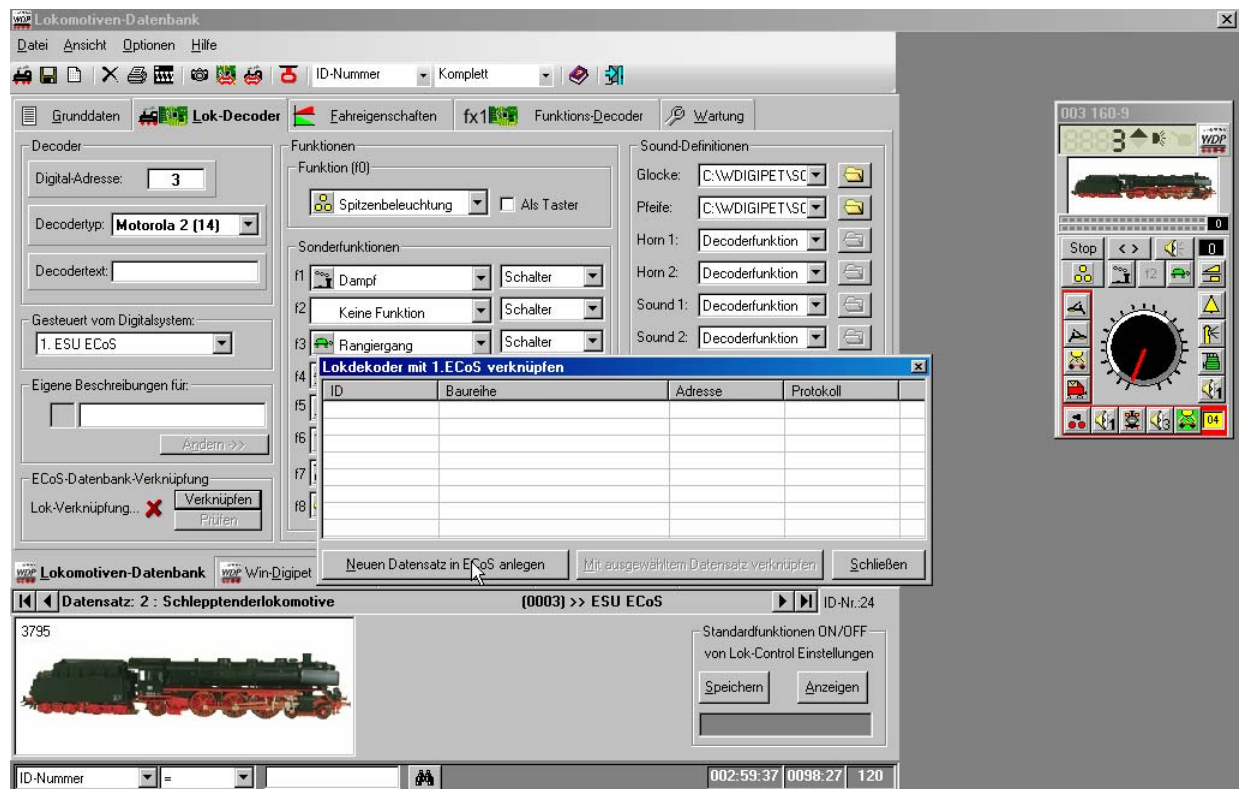 Lokomotiven-Datenbank
Datei Ansicht Optionen Hilfe
ID-Nummer Komplett
Grunddaten Lok-Decoder Fahreigenschaften fx1 Funktions-Decoder Wartung
Decoder
Digital-Adresse: 3
Decodertyp: Motorola 2 (14)
Decodertext:
Gesteuert vom Digitalsystem:
1. ESU ECoS
Eigene Beschreibungen für:
Ändern->>
ECoS-Datenbank-Verknüpfung
Lok-Verknüpfung...
Verknüpfen
Prüfen
Funktionen
Funktion (f0)
Spitzenbeleuchtung Als Taster
Sonderfunktionen
f1 Dampf Schalter
f2 Keine Funktion Schalter
f3 Rangiergang Schalter
f4
f5
f6
f7
f8
Sound-Definitionen
Glocke: C:\WDIGIPET\SC
Pfeife: C:\WDIGIPET\SC
Horn 1: Decoderfunktion
Horn 2: Decoderfunktion
Sound 1: Decoderfunktion
Sound 2: Decoderfunktion
Lokdekoder mit 1.ECoS verknüpfen
ID Baureihe Adresse Protokoll
Neuen Datensatz in ECoS anlegen Mit ausgewähltem Datensatz verknüpfen Schließen
WDP Lokomotiven-Datenbank WDP Win-Digipet
Datensatz: 2 : Schlepptenderlokomotive (0003) >> ESU ECoS ID-Nr.:24
3795
Standardfunktionen ON/OFF
von Lok-Control Einstellungen
Speichern Anzeigen
ID-Nummer =
002:59:37 0098:27 120
003 160-9
3 WDP
0
Stop < > 0
f2
1
1 3 04